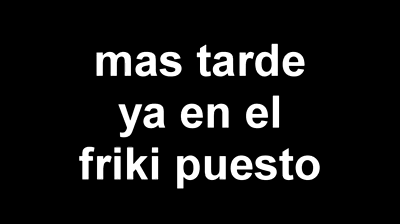 mas tarde
ya en el
friki puesto